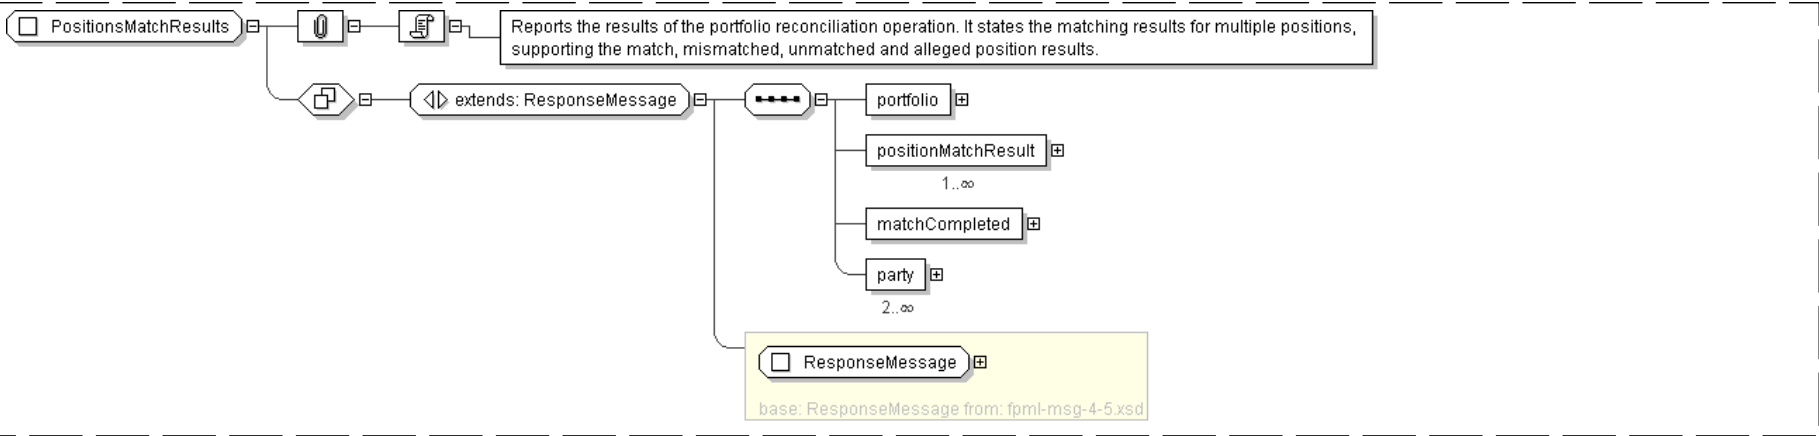 PositionsMatchResults
Reports the results of the portfolio reconciliation operation. It states the matching results for multiple positions,
supporting the match, mismatched, unmatched and alleged position results.
extends: ResponseMessage
portfolio
positionMatchResult
1..∞
matchCompleted
party
2..∞
ResponseMessage
base: ResponseMessage from: fpml-msg-4-5.xsd